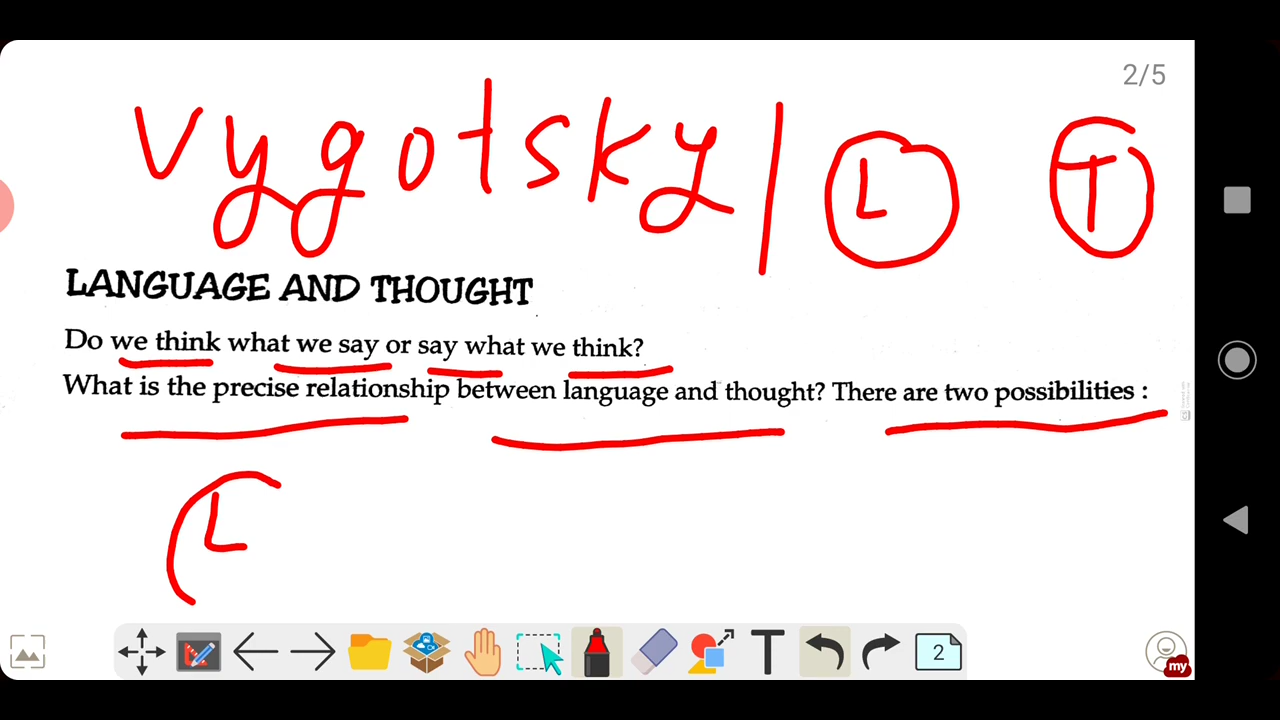 2/5
Vygotsky | L T
LANGUAGE AND THOUGHT
Do we think what we say or say what we think?
What is the precise relationship between language and thought? There are two possibilities :
L
T
2
my